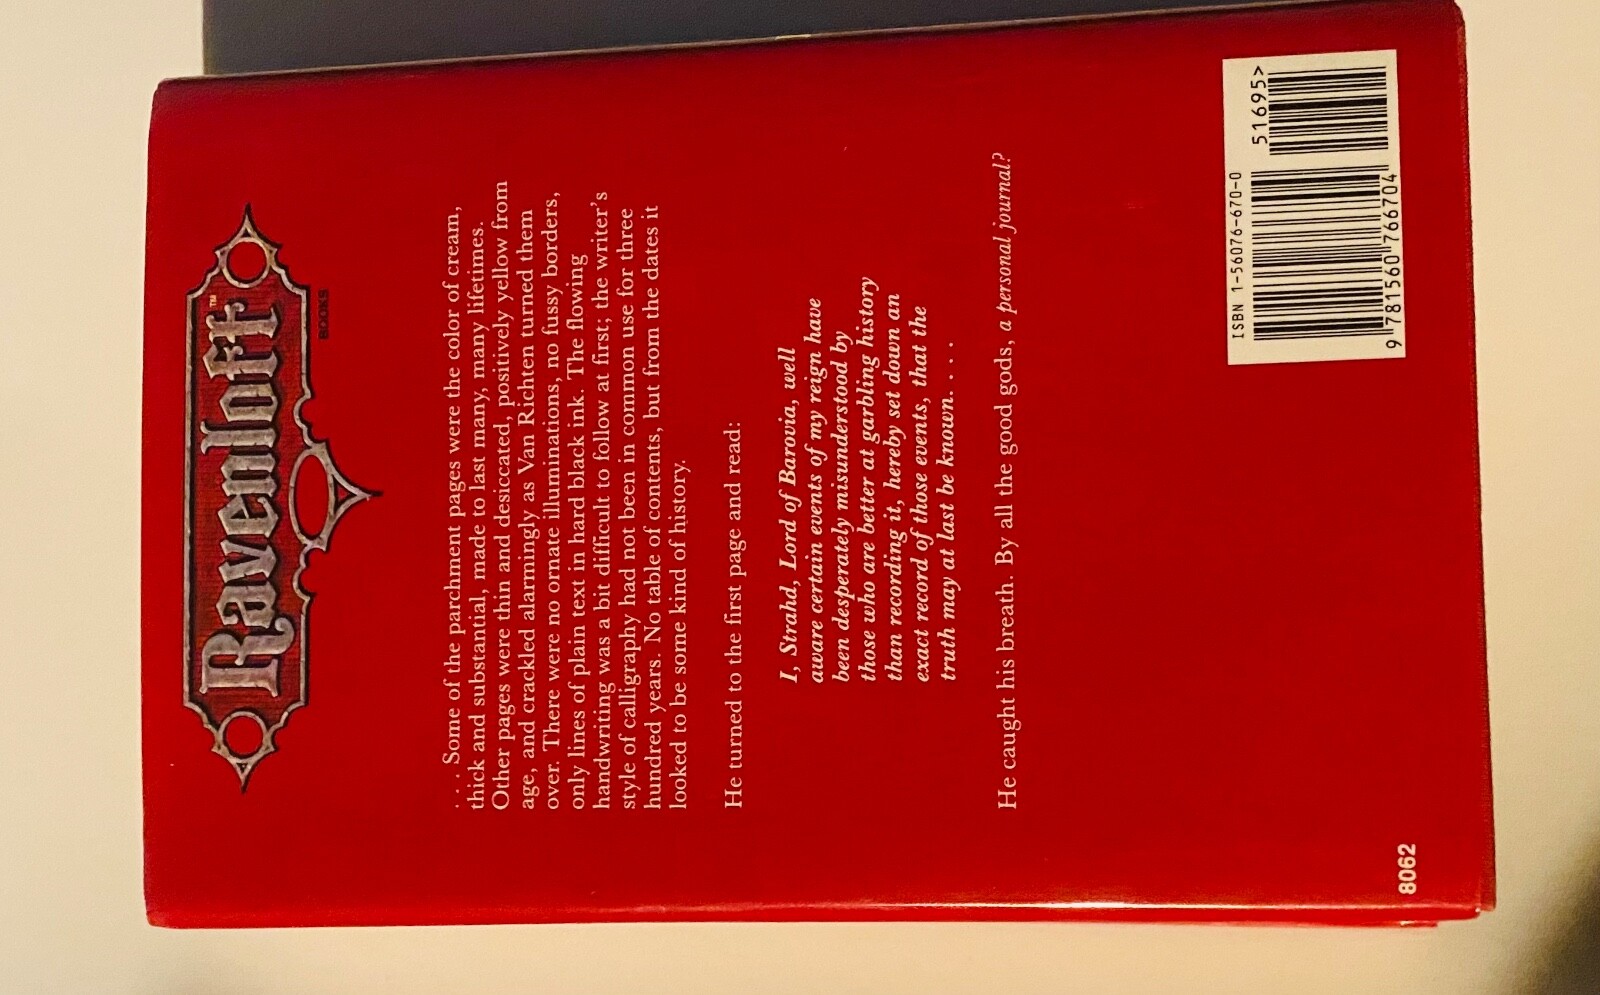 Ravenloft™
BOOKS
. . . Some of the parchment pages were the color of cream,
thick and substantial, made to last many, many lifetimes.
Other pages were thin and desiccated, positively yellow from
age, and crackled alarmingly as Van Richten turned them
over. There were no ornate illuminations, no fussy borders,
only lines of plain text in hard black ink. The flowing
handwriting was a bit difficult to follow at first; the writer's
style of calligraphy had not been in common use for three
hundred years. No table of contents, but from the dates it
looked to be some kind of history.
He turned to the first page and read:
I, Strahd, Lord of Barovia, well
aware certain events of my reign have
been desperately misunderstood by
those who are better at garbling history
than recording it, hereby set down an
exact record of those events, that the
truth may at last be known. . . .
He caught his breath. By all the good gods, a personal journal?
8062
ISBN 1-56076-670-0
51695>
9 781560 766704